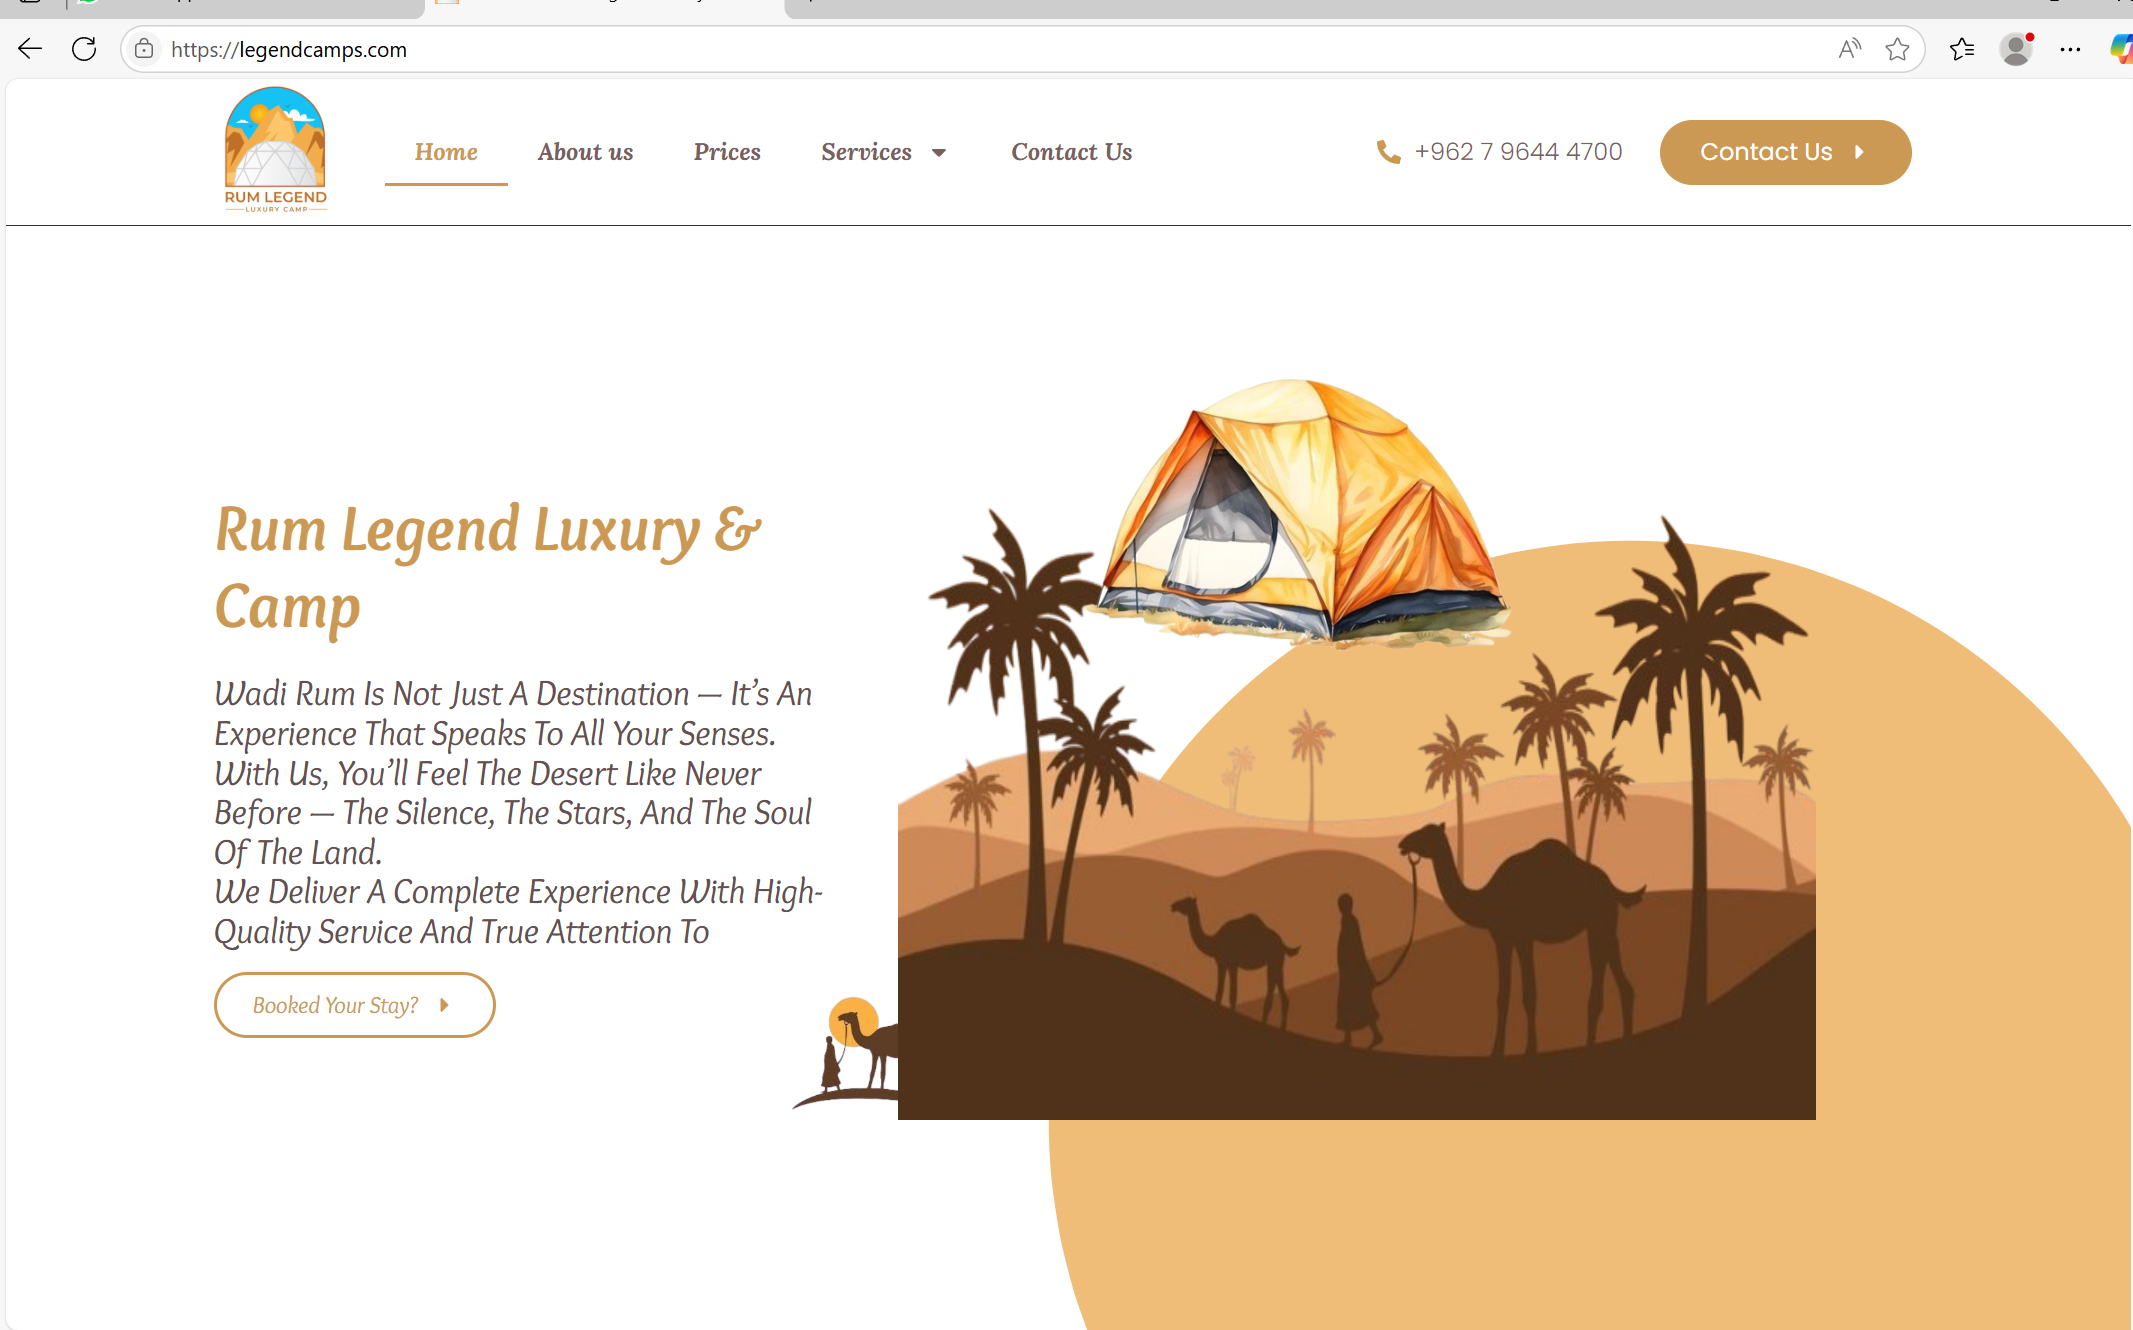 https://legendcamps.com
RUM LEGEND
LUXURY CAMP
Home
About us
Prices
Services
Contact Us
+962 7 9644 4700
Contact Us
Rum Legend Luxury &
Camp
Wadi Rum Is Not Just A Destination — It’s An
Experience That Speaks To All Your Senses.
With Us, You’ll Feel The Desert Like Never
Before — The Silence, The Stars, And The Soul
Of The Land.
We Deliver A Complete Experience With High-
Quality Service And True Attention To
Booked Your Stay?